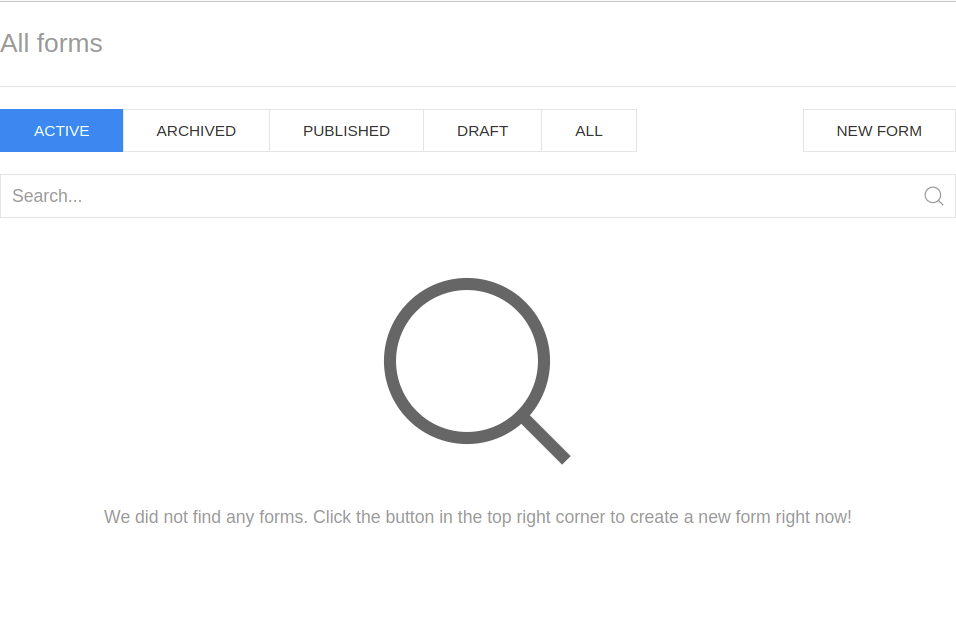 All forms
ACTIVE ARCHIVED PUBLISHED DRAFT ALL NEW FORM
Search...
We did not find any forms. Click the button in the top right corner to create a new form right now!